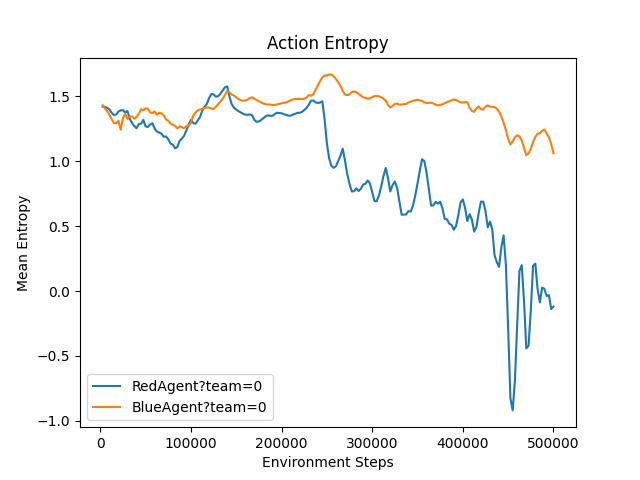 Action Entropy
Mean Entropy
1.5
1.0
0.5
0.0
−0.5
−1.0
RedAgent?team=0
BlueAgent?team=0
0 100000 200000 300000 400000 500000
Environment Steps